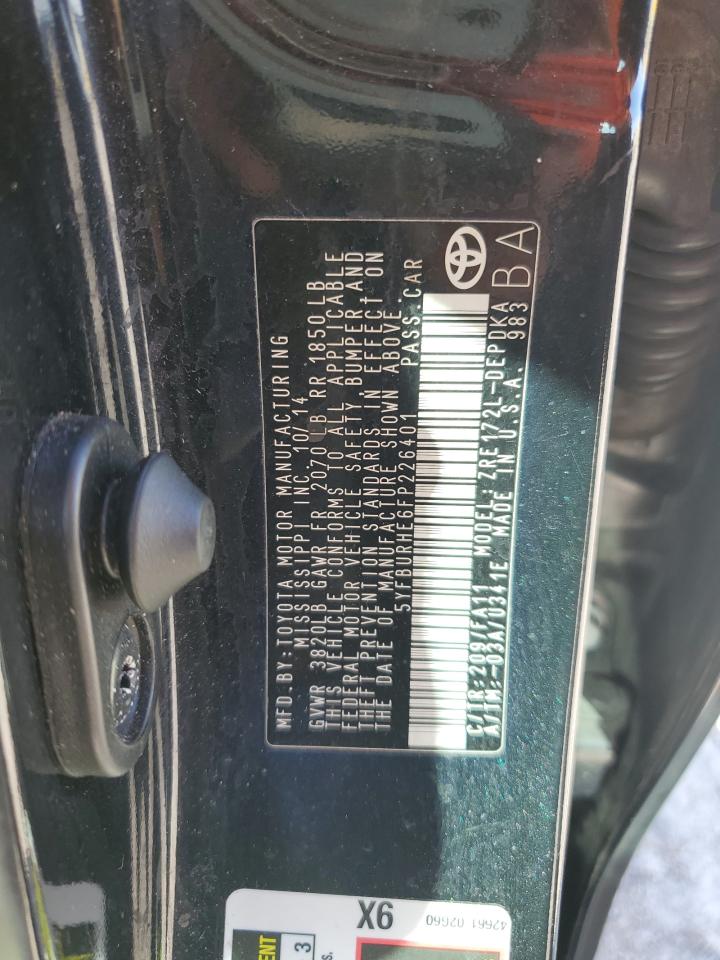 MFD.BY:TOYOTA MOTOR MANUFACTURING
MISSISSIPPI INC. 10/14
GVWR 3820LB GAWR FR 2070LB RR 1850LB
THIS VEHICLE CONFORMS TO ALL APPLICABLE
FEDERAL MOTOR VEHICLE SAFETY, BUMPER, AND
THEFT PREVENTION STANDARDS IN EFFECT ON
THE DATE OF MANUFACTURE SHOWN ABOVE.
5YFBURHE6FP226401 PASS.CAR
C/TR:209/FA11 MODEL:ZRE172L-DEPDKA
A/TM:-03A/U341E MADE IN U.S.A. 983
BA
X6
42661 02660
3